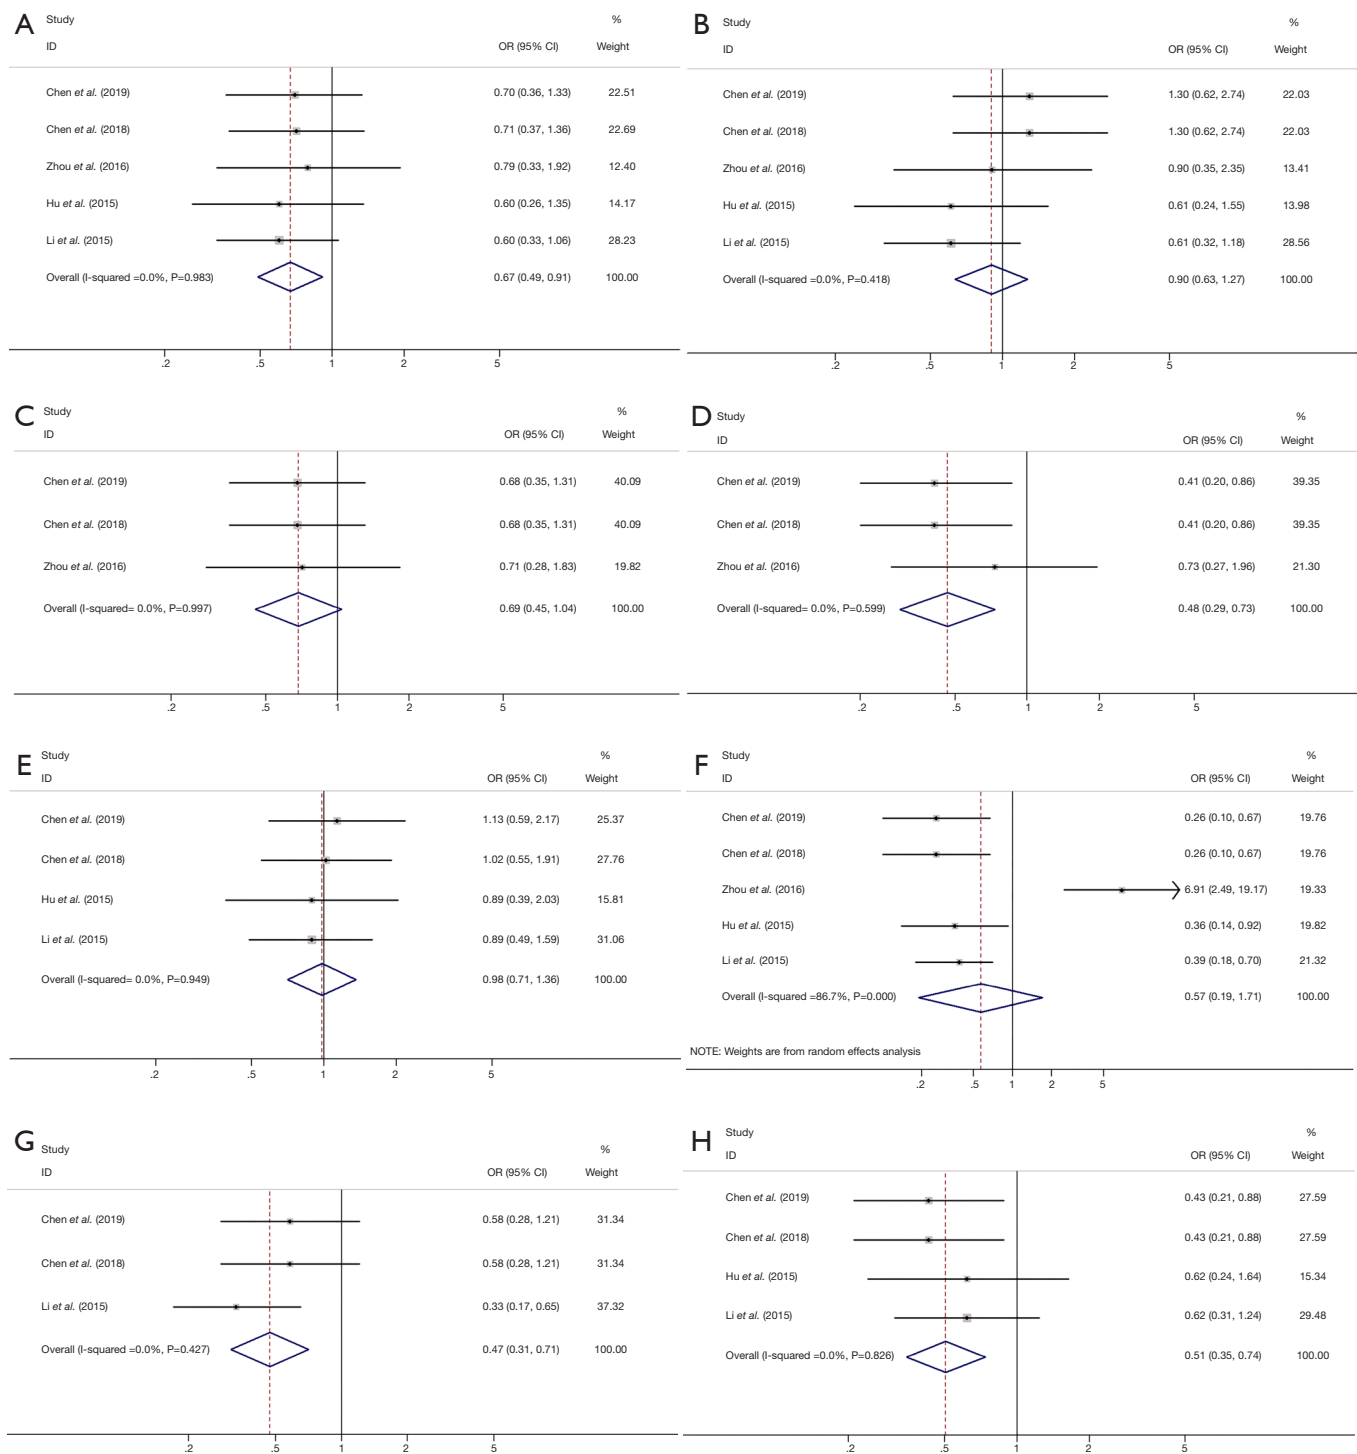 A
Study %
ID OR (95% CI) Weight
Chen et al. (2019) 0.70 (0.36, 1.33) 22.51
Chen et al. (2018) 0.71 (0.37, 1.36) 22.69
Zhou et al. (2016) 0.79 (0.33, 1.92) 12.40
Hu et al. (2015) 0.60 (0.26, 1.35) 14.17
Li et al. (2015) 0.60 (0.33, 1.06) 28.23
Overall (I-squared =0.0%, P=0.983) 0.67 (0.49, 0.91) 100.00
.2 .5 1 2 5
B
Study %
ID OR (95% CI) Weight
Chen et al. (2019) 1.30 (0.62, 2.74) 22.03
Chen et al. (2018) 1.30 (0.62, 2.74) 22.03
Zhou et al. (2016) 0.90 (0.35, 2.35) 13.41
Hu et al. (2015) 0.61 (0.24, 1.55) 13.98
Li et al. (2015) 0.61 (0.32, 1.18) 28.56
Overall (I-squared =0.0%, P=0.418) 0.90 (0.63, 1.27) 100.00
.2 .5 1 2 5
C
Study %
ID OR (95% CI) Weight
Chen et al. (2019) 0.68 (0.35, 1.31) 40.09
Chen et al. (2018) 0.68 (0.35, 1.31) 40.09
Zhou et al. (2016) 0.71 (0.28, 1.83) 19.82
Overall (I-squared= 0.0%, P=0.997) 0.69 (0.45, 1.04) 100.00
.2 .5 1 2 5
D
Study %
ID OR (95% CI) Weight
Chen et al. (2019) 0.41 (0.20, 0.86) 39.35
Chen et al. (2018) 0.41 (0.20, 0.86) 39.35
Zhou et al. (2016) 0.73 (0.27, 1.96) 21.30
Overall (I-squared= 0.0%, P=0.599) 0.48 (0.29, 0.73) 100.00
.2 .5 1 2 5
E
Study %
ID OR (95% CI) Weight
Chen et al. (2019) 1.13 (0.59, 2.17) 25.37
Chen et al. (2018) 1.02 (0.55, 1.91) 27.76
Hu et al. (2015) 0.89 (0.39, 2.03) 15.81
Li et al. (2015) 0.89 (0.49, 1.59) 31.06
Overall (I-squared= 0.0%, P=0.949) 0.98 (0.71, 1.36) 100.00
.2 .5 1 2 5
F
Study %
ID OR (95% CI) Weight
Chen et al. (2019) 0.26 (0.10, 0.67) 19.76
Chen et al. (2018) 0.26 (0.10, 0.67) 19.76
Zhou et al. (2016) 6.91 (2.49, 19.17) 19.33
Hu et al. (2015) 0.36 (0.14, 0.92) 19.82
Li et al. (2015) 0.39 (0.18, 0.70) 21.32
Overall (I-squared =86.7%, P=0.000) 0.57 (0.19, 1.71) 100.00
NOTE: Weights are from random effects analysis
.2 .5 1 2 5
G
Study %
ID OR (95% CI) Weight
Chen et al. (2019) 0.58 (0.28, 1.21) 31.34
Chen et al. (2018) 0.58 (0.28, 1.21) 31.34
Li et al. (2015) 0.33 (0.17, 0.65) 37.32
Overall (I-squared =0.0%, P=0.427) 0.47 (0.31, 0.71) 100.00
.2 .5 1 2 5
H
Study %
ID OR (95% CI) Weight
Chen et al. (2019) 0.43 (0.21, 0.88) 27.59
Chen et al. (2018) 0.43 (0.21, 0.88) 27.59
Hu et al. (2015) 0.62 (0.24, 1.64) 15.34
Li et al. (2015) 0.62 (0.31, 1.24) 29.48
Overall (I-squared =0.0%, P=0.826) 0.51 (0.35, 0.74) 100.00
.2 .5 1 2 5